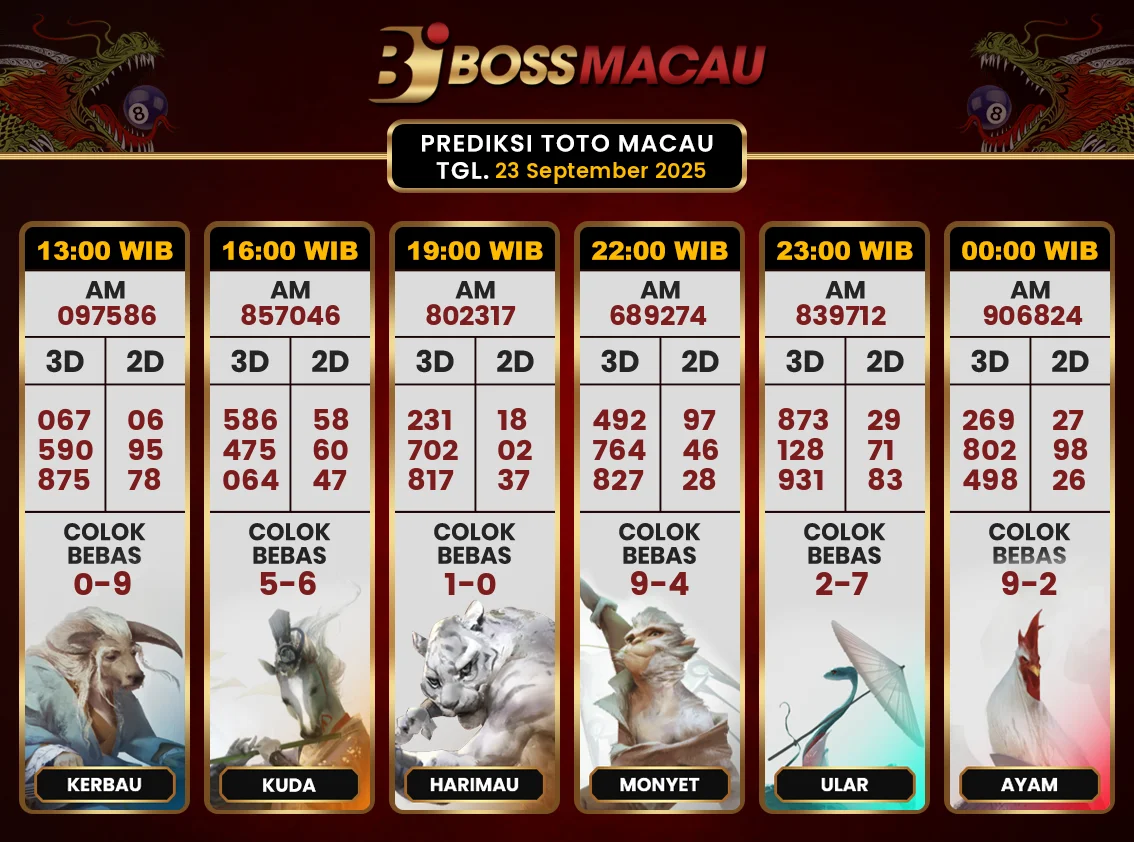 BJ BOSSMACAU
8
8
PREDIKSI TOTO MACAU
TGL. 23 September 2025
13:00 WIB
AM
097586
3D 2D
067 06
590 95
875 78
COLOK
BEBAS
0-9
KERBAU
16:00 WIB
AM
857046
3D 2D
586 58
475 60
064 47
COLOK
BEBAS
5-6
KUDA
19:00 WIB
AM
802317
3D 2D
231 18
702 02
817 37
COLOK
BEBAS
1-0
HARIMAU
22:00 WIB
AM
689274
3D 2D
492 97
764 46
827 28
COLOK
BEBAS
9-4
MONYET
23:00 WIB
AM
839712
3D 2D
873 29
128 71
931 83
COLOK
BEBAS
2-7
ULAR
00:00 WIB
AM
906824
3D 2D
269 27
802 98
498 26
COLOK
BEBAS
9-2
AYAM